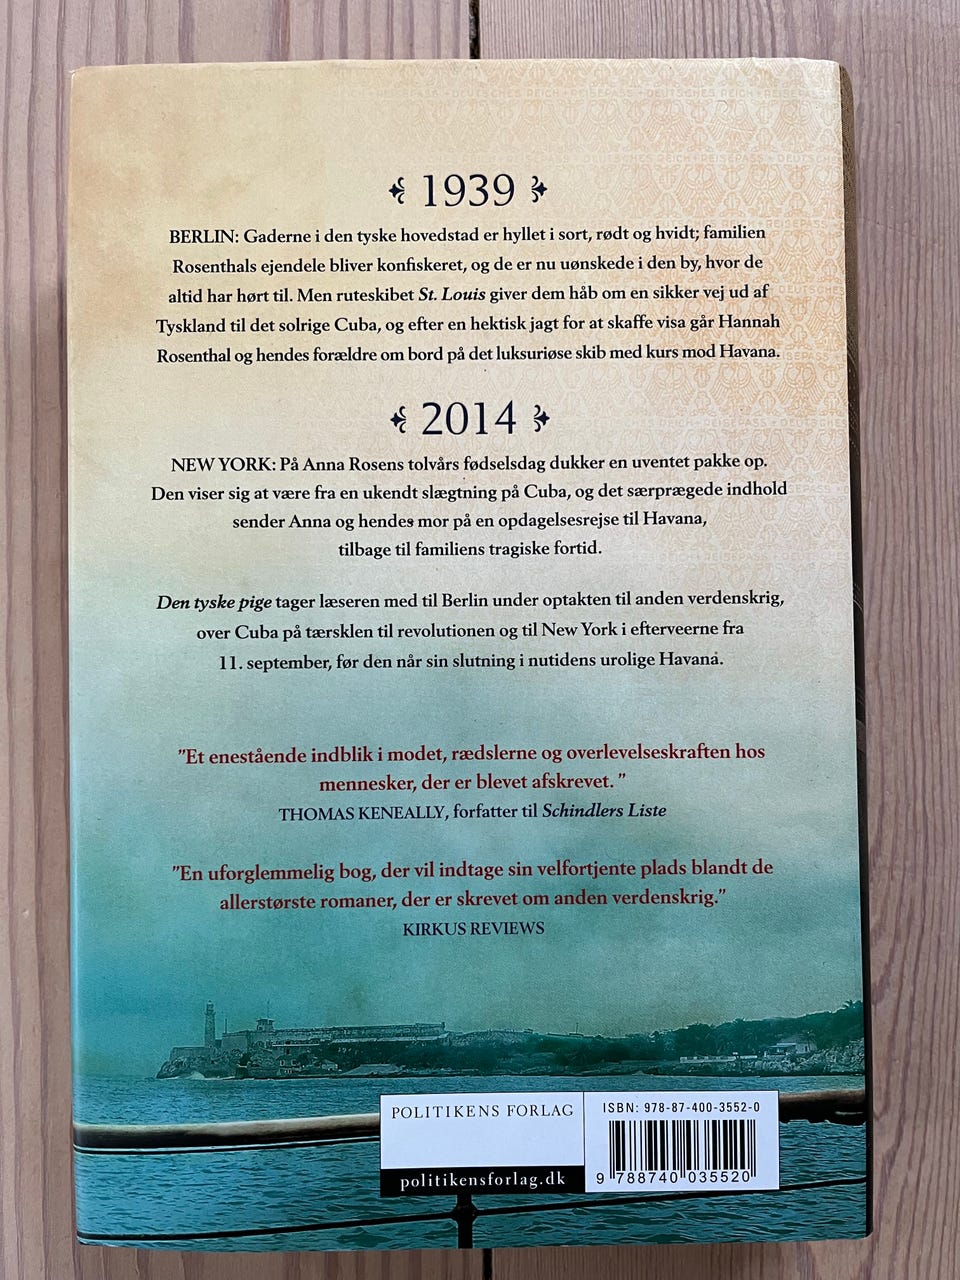 REISEPASS + DEUTSCHES REICH + REISEPASS + DEUTSCHES REICH
DEUTSCHES REICH + REISEPASS + DEUTSCHES
1939
BERLIN: Gaderne i den tyske hovedstad er hyllet i sort, rødt og hvidt; familien
Rosenthals ejendele bliver konfiskeret, og de er nu uønskede i den by, hvor de
altid har hørt til. Men ruteskibet St. Louis giver dem håb om en sikker vej ud af
Tyskland til det solrige Cuba, og efter en hektisk jagt for at skaffe visa går Hannah
Rosenthal og hendes forældre om bord på det luksuriøse skib med kurs mod Havana.
2014
NEW YORK: På Anna Rosens tolvårs fødselsdag dukker en uventet pakke op.
Den viser sig at være fra en ukendt slægtning på Cuba, og det særprægede indhold
sender Anna og hendes mor på en opdagelsesrejse til Havana,
tilbage til familiens tragiske fortid.
Den tyske pige tager læseren med til Berlin under optakten til anden verdenskrig,
over Cuba på tærsklen til revolutionen og til New York i efterveerne fra
11. september, før den når sin slutning i nutidens urolige Havana.
"Et enestående indblik i modet, rædslerne og overlevelseskraften hos
mennesker, der er blevet afskrevet. "
THOMAS KENEALLY, forfatter til Schindlers Liste
"En uforglemmelig bog, der vil indtage sin velfortjente plads blandt de
allerstørste romaner, der er skrevet om anden verdenskrig."
KIRKUS REVIEWS
POLITIKENS FORLAG
politikensforlag.dk
ISBN: 978-87-400-3552-0
9 788740 035520